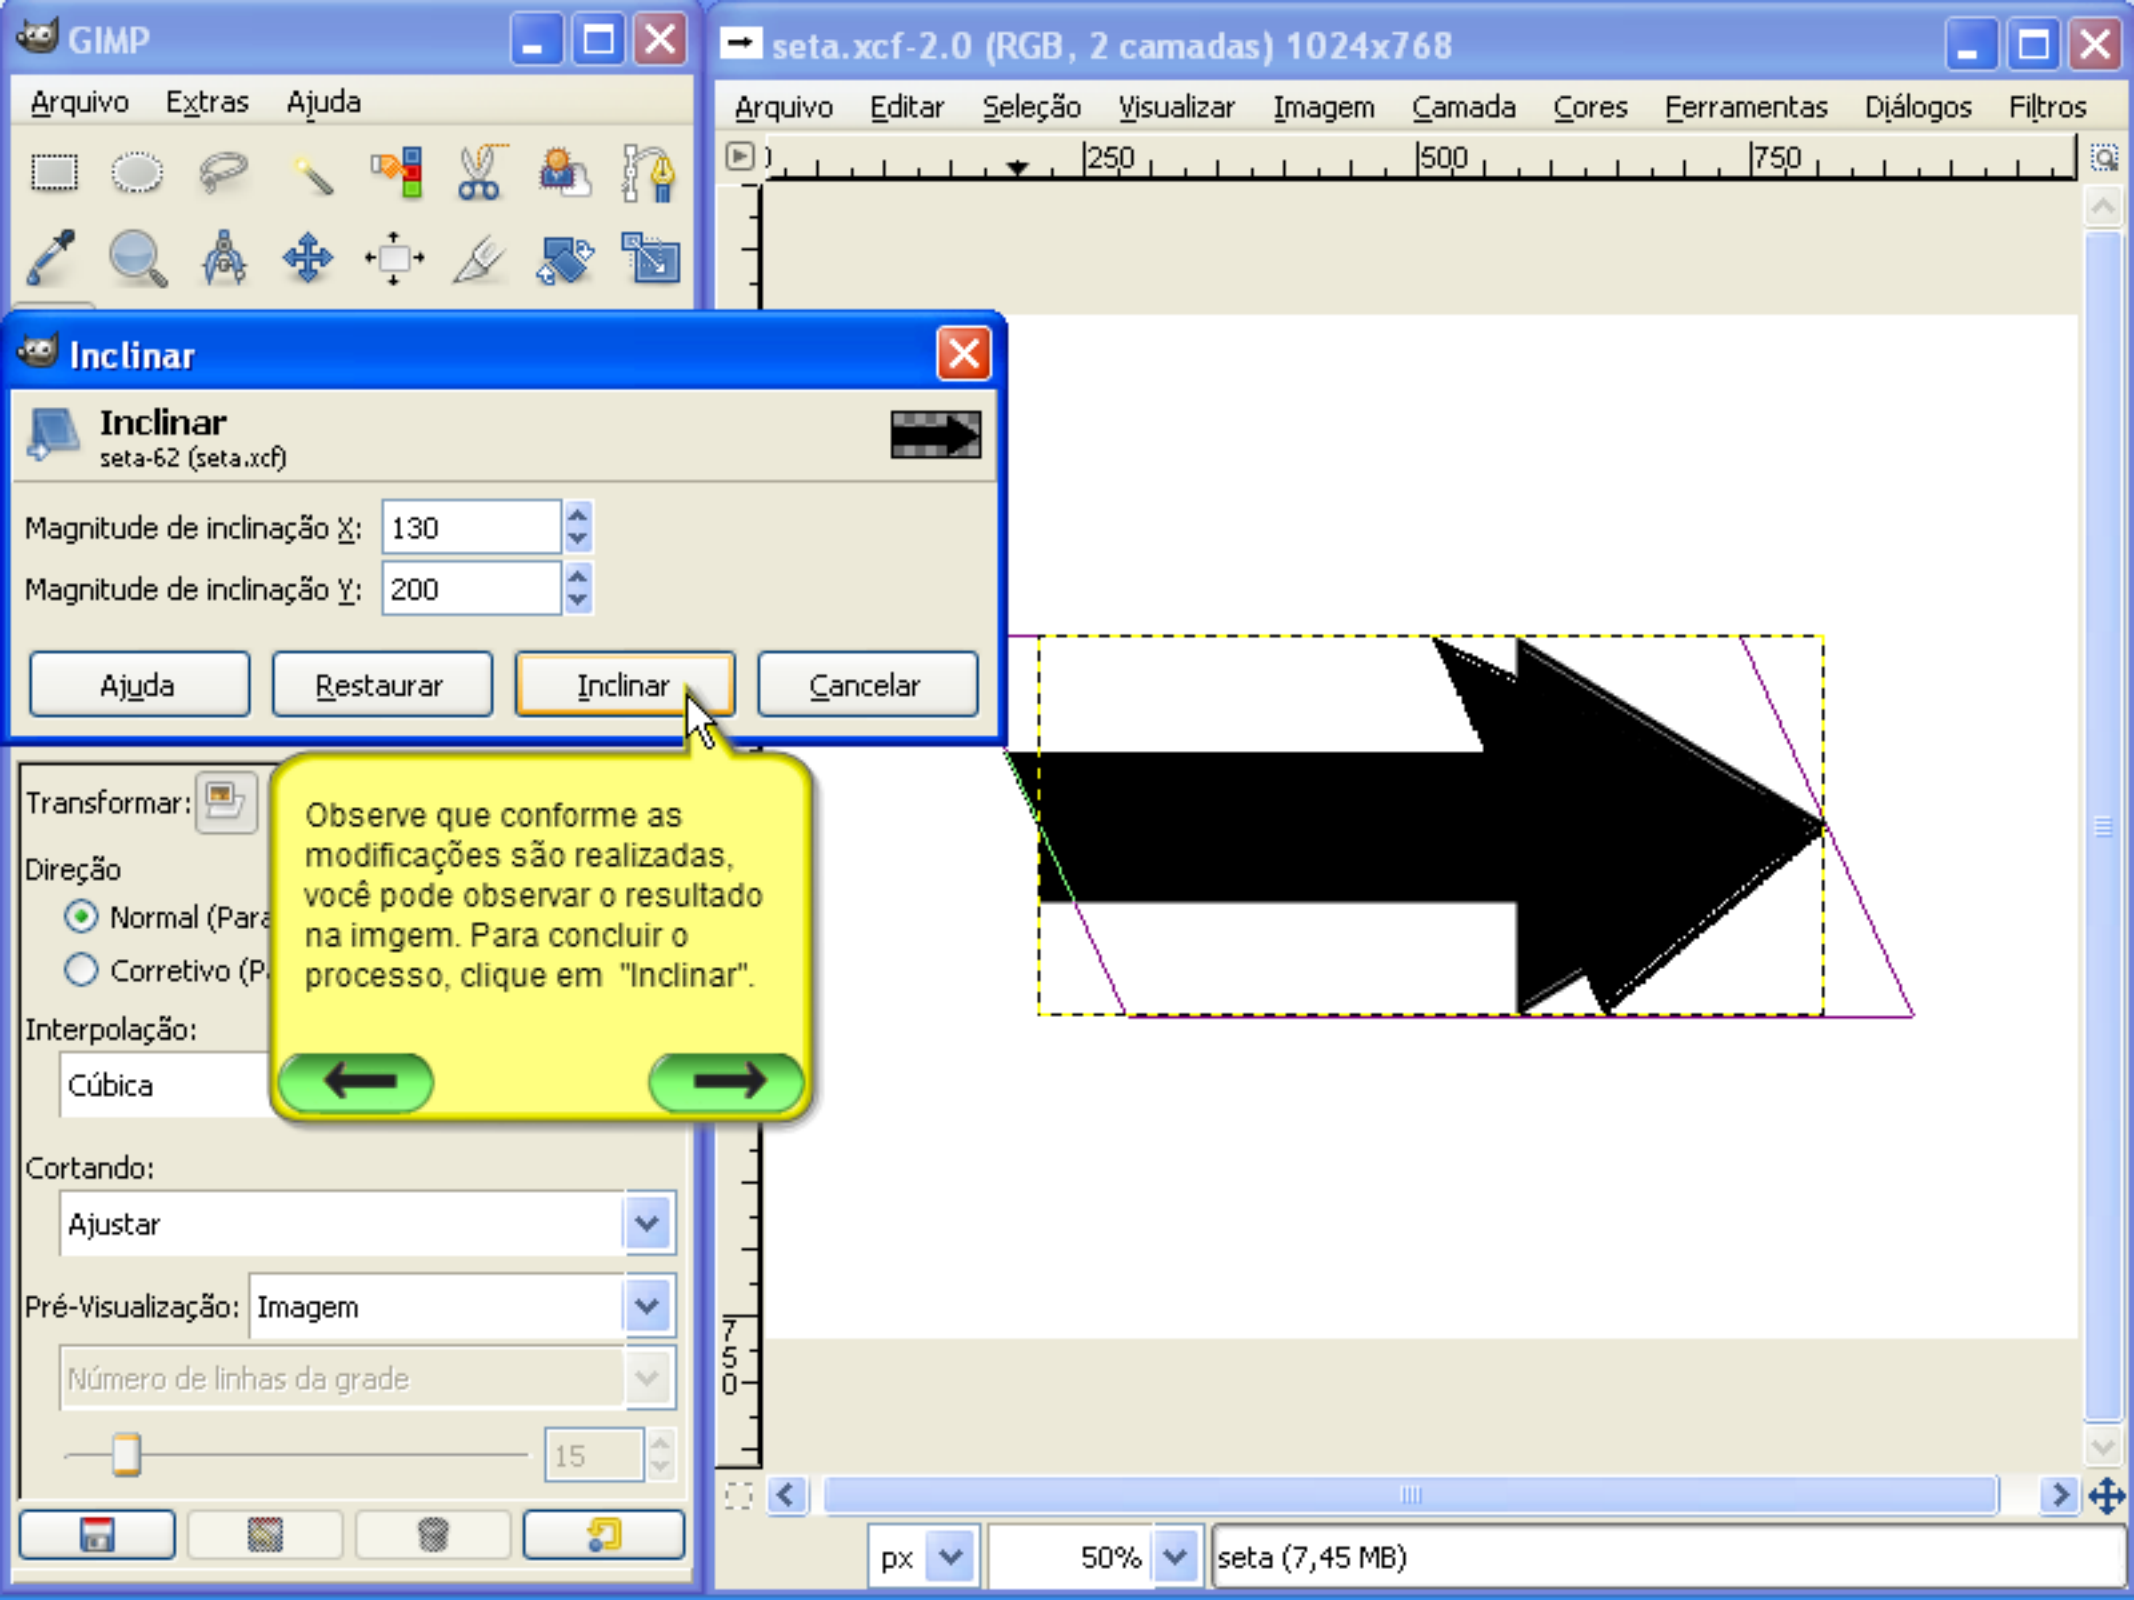 GIMP
Arquivo Extras Ajuda
seta.xcf-2.0 (RGB, 2 camadas) 1024x768
Arquivo Editar Seleção Visualizar Imagem Camada Cores Ferramentas Diálogos Filtros
250 500 750
Inclinar
Inclinar
seta-62 (seta.xcf)
Magnitude de inclinação X: 130
Magnitude de inclinação Y: 200
Ajuda Restaurar Inclinar Cancelar
Observe que conforme as
modificações são realizadas,
você pode observar o resultado
na imgem. Para concluir o
processo, clique em "Inclinar".
Transformar:
Direção
Normal (Para
Corretivo (P
Interpolação:
Cúbica
Cortando:
Ajustar
Pré-Visualização: Imagem
Número de linhas da grade
15
750
px 50% seta (7,45 MB)